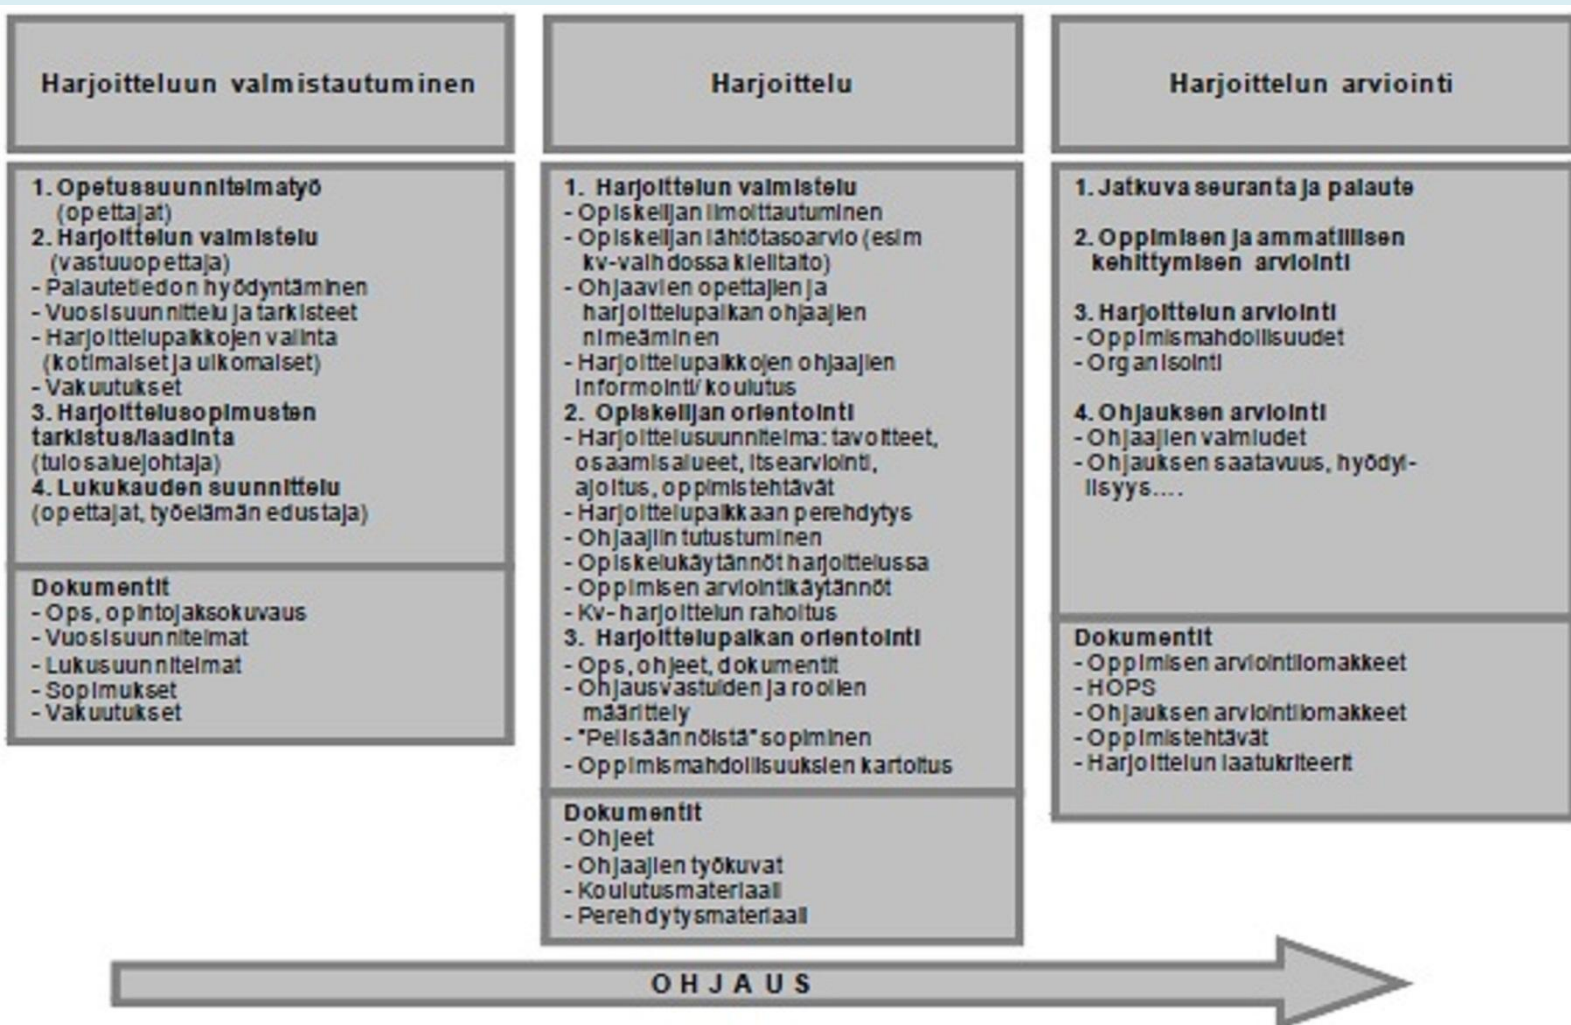 Harjoitteluun valmistautuminen
1. Opetussuunnitelmatyö
(opettajat)
2. Harjoittelun valmistelu
(vastuuopettaja)
- Palautetiedon hyödyntäminen
- Vuosisuunnittelu ja tarkisteet
- Harjoittelupaikkojen valinta
(kotimaiset ja ulkomaiset)
- Vakuutukset
3. Harjoittelusopimusten
tarkistus/laadinta
(tulosaluejohtaja)
4. Lukukauden suunnittelu
(opettajat, työelämän edustaja)
Dokumentit
- Ops, opintojaksokuvaus
- Vuosisuunnitelmat
- Lukusuunnitelmat
- Sopimukset
- Vakuutukset
Harjoittelu
1. Harjoittelun valmistelu
- Opiskelijan ilmoittautuminen
- Opiskelijan lähtötasoarvio (esim
kv-vaihdossa kielitaito)
- Ohjaavien opettajien ja
harjoittelupaikan ohjaajien
nimeäminen
- Harjoittelupaikkojen ohjaajien
informointi/ koulutus
2. Opiskelijan orientointi
- Harjoittelusuunnitelma: tavoitteet,
osaamisalueet, itsearviointi,
ajoitus, oppimistehtävät
- Harjoittelupaikkaan perehdytys
- Ohjaajiin tutustuminen
- Opiskelukäytännöt harjoittelussa
- Oppimisen arviointikäytännöt
- Kv- harjoittelun rahoitus
3. Harjoittelupaikan orientointi
- Ops, ohjeet, dokumentit
- Ohjausvastuiden ja roolien
määrittely
- "Pelisäännöistä" sopiminen
- Oppimismahdollisuuksien kartoitus
Dokumentit
- Ohjeet
- Ohjaajien työkuvat
- Koulutusmateriaali
- Perehdytysmateriaali
Harjoittelun arviointi
1. Jatkuva seuranta ja palaute
2. Oppimisen ja ammatillisen
kehittymisen arviointi
3. Harjoittelun arviointi
- Oppimismahdollisuudet
- Organisointi
4. Ohjauksen arviointi
- Ohjaajien valmiudet
- Ohjauksen saatavuus, hyödyl-
lisyys....
Dokumentit
- Oppimisen arviointilomakkeet
- HOPS
- Ohjauksen arviointilomakkeet
- Oppimistehtävät
- Harjoittelun laatukriteerit
OHJAUS